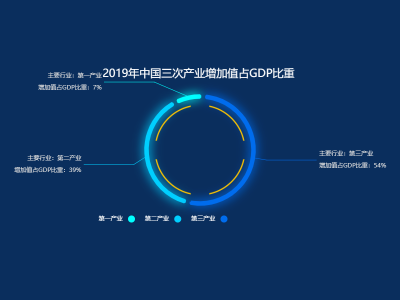 2019年中国三次产业增加值占GDP比重
主要行业：第一产业
增加值占GDP比重：7%
主要行业：第二产业
增加值占GDP比重：39%
主要行业：第三产业
增加值占GDP比重：54%
第一产业 第二产业 第三产业